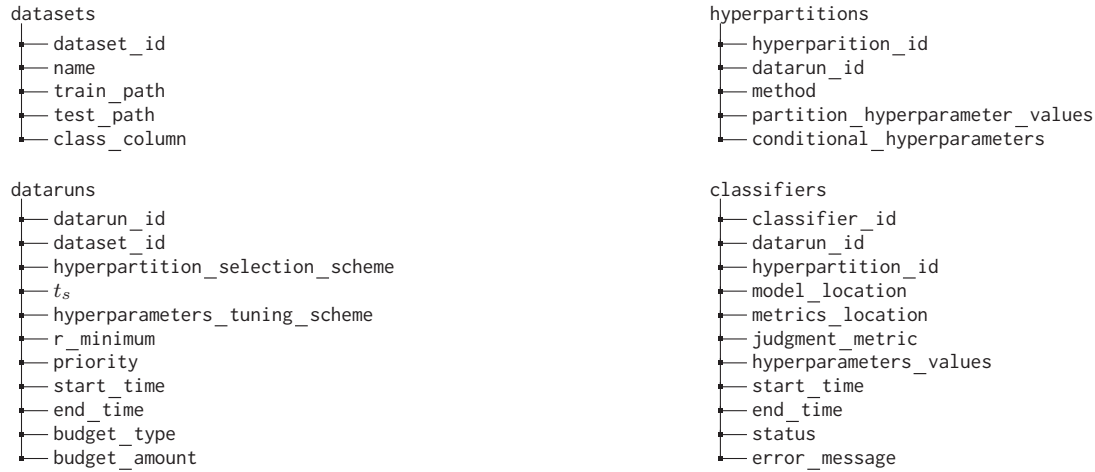 datasets
dataset_id
name
train_path
test_path
class_column
dataruns
datarun_id
dataset_id
hyperpartition_selection_scheme
t_s
hyperparameters_tuning_scheme
r_minimum
priority
start_time
end_time
budget_type
budget_amount
hyperpartitions
hyperparition_id
datarun_id
method
partition_hyperparameter_values
conditional_hyperparameters
classifiers
classifier_id
datarun_id
hyperpartition_id
model_location
metrics_location
judgment_metric
hyperparameters_values
start_time
end_time
status
error_message